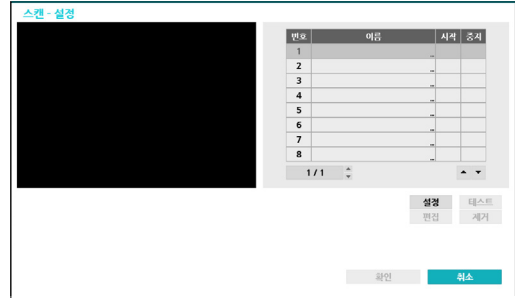 스캔 - 설정
번호 이름 시작 중지
1 ...
2 ...
3 ...
4 ...
5 ...
6 ...
7 ...
8 ...
1 / 1
설정 테스트
편집 제거
확인 취소